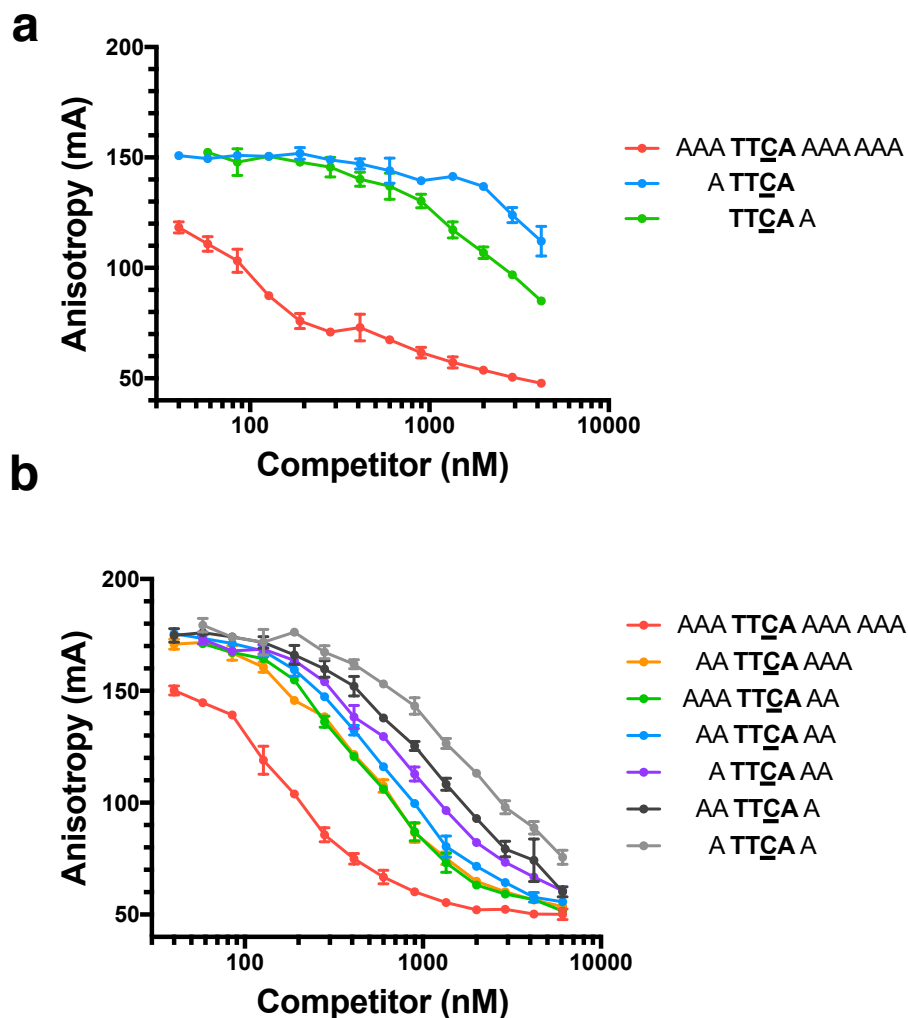 a
200
150
100
50
Anisotropy (mA)
100
1000
10000
Competitor (nM)
AAA TTCA AAA AAA
A TTCA
TTCA A
b
200
150
100
50
Anisotropy (mA)
100
1000
10000
Competitor (nM)
AAA TTCA AAA AAA
AA TTCA AAA
AAA TTCA AA
AA TTCA AA
A TTCA AA
AA TTCA A
A TTCA A